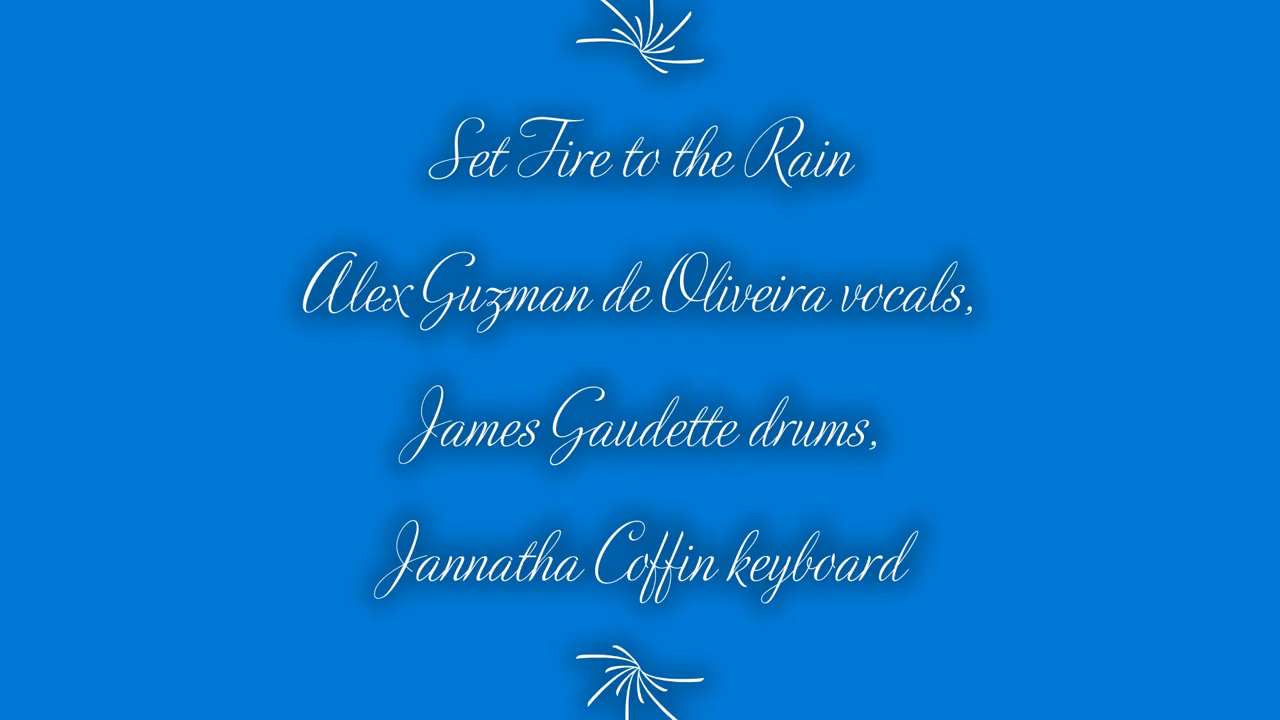 Set Fire to the Rain
Alex Guzman de Oliveira vocals,
James Gaudette drums,
Jannatha Coffin keyboard